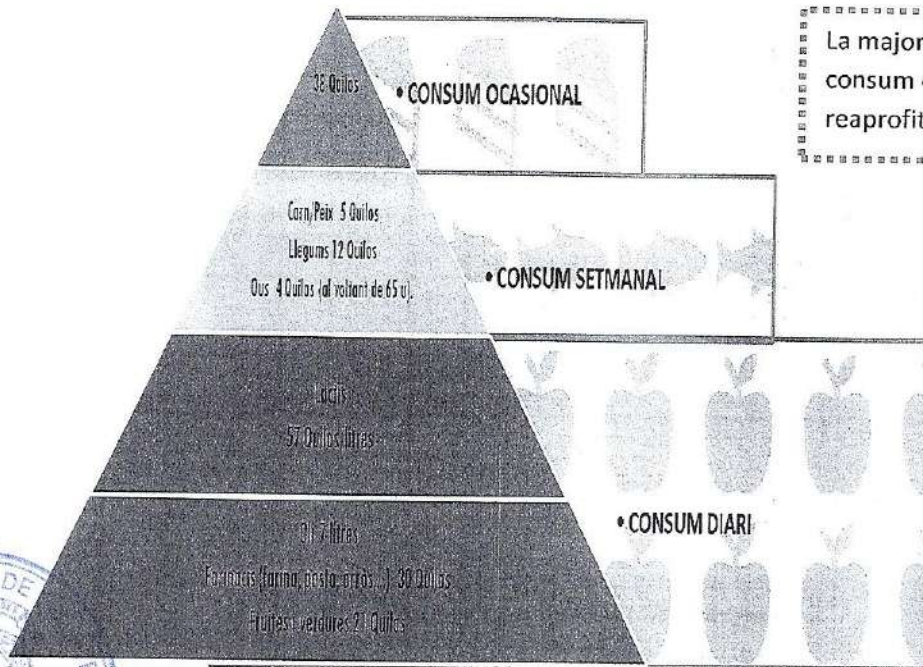 La major
consum
reaprofit
38 Quilos
• CONSUM OCASIONAL
Carn/Peix 5 Quilos
Llegums 12 Quilos
Ous 4 Quilos (al voltant de 65 u).
• CONSUM SETMANAL
Làctis
57 Quilos/litres
• CONSUM DIARI
Oli 7 litres
Farinacis (farina, pasta, arròs...) 30 Quilos
Fruites i verdures 21 Quilos
DE